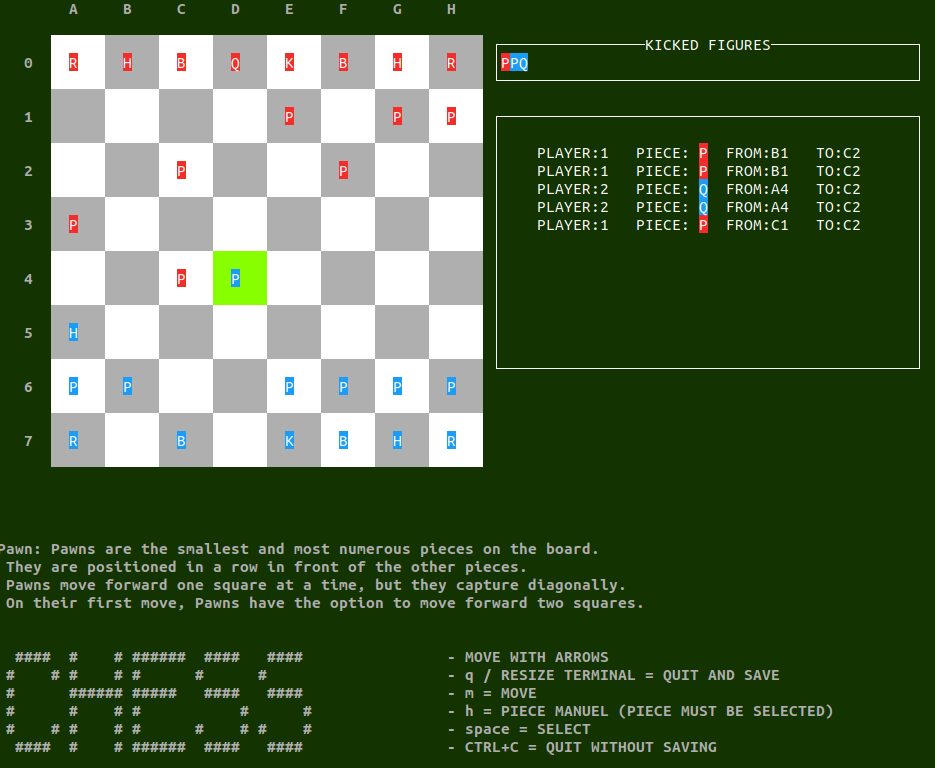 A B C D E F G H
0 R H B Q K B H R
1 P P P
2 P P
3 P
4 P P
5 H
6 P P P P P P
7 R B K B H R
KICKED FIGURES
PPQ
PLAYER:1 PIECE: P FROM:B1 TO:C2
PLAYER:1 PIECE: P FROM:B1 TO:C2
PLAYER:2 PIECE: Q FROM:A4 TO:C2
PLAYER:2 PIECE: Q FROM:A4 TO:C2
PLAYER:1 PIECE: P FROM:C1 TO:C2
Pawn: Pawns are the smallest and most numerous pieces on the board.
They are positioned in a row in front of the other pieces.
Pawns move forward one square at a time, but they capture diagonally.
On their first move, Pawns have the option to move forward two squares.
CHESS
- MOVE WITH ARROWS
- q / RESIZE TERMINAL = QUIT AND SAVE
- m = MOVE
- h = PIECE MANUEL (PIECE MUST BE SELECTED)
- space = SELECT
- CTRL+C = QUIT WITHOUT SAVING